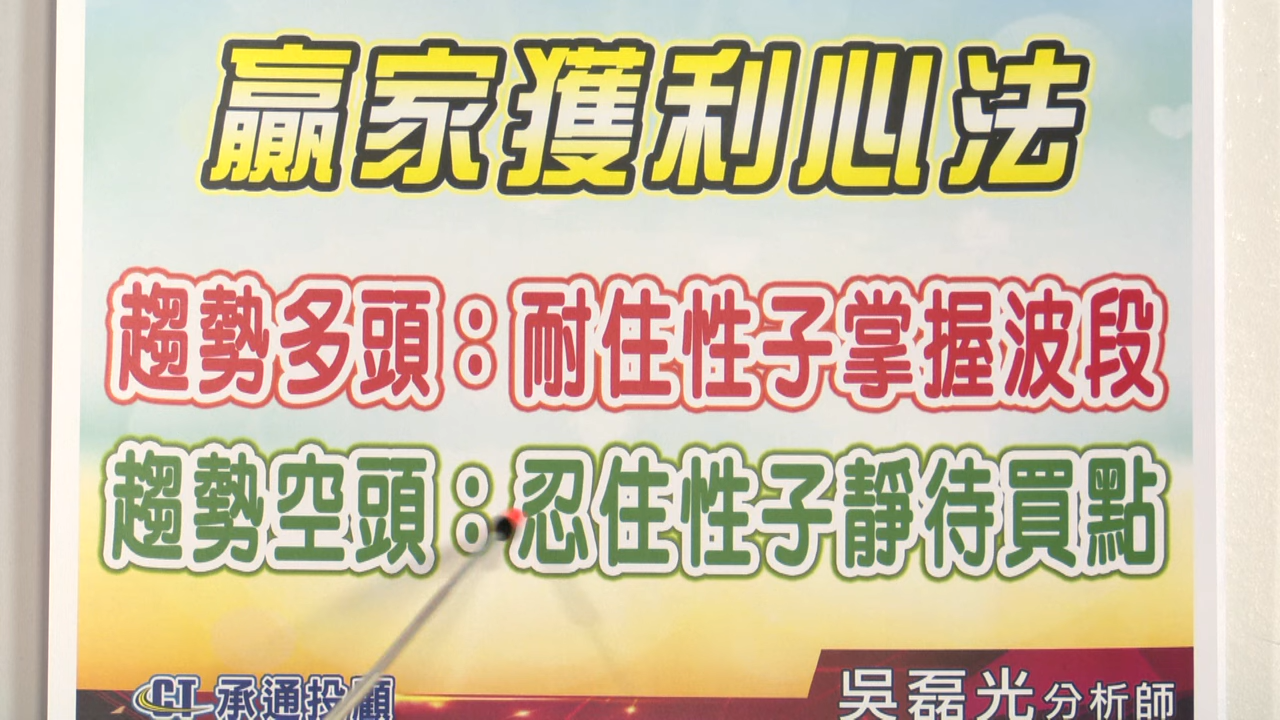 贏家獲利心法
趨勢多頭：耐住性子掌握波段
趨勢空頭：忍住性子靜待買點
CT 承通投顧
吳磊光分析師